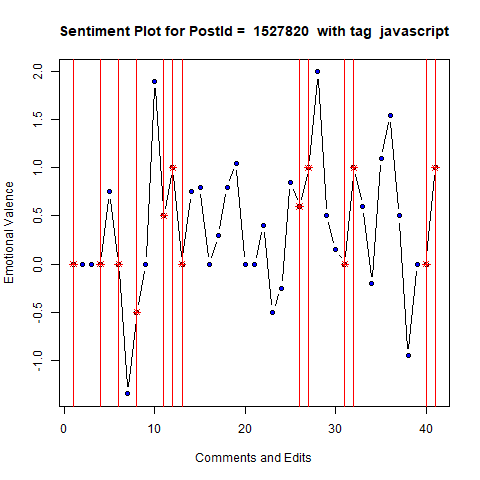 Sentiment Plot for PostId =  1527820  with tag  javascript
Emotional Valence
2.0
1.5
1.0
0.5
0.0
-0.5
-1.0
0 10 20 30 40
Comments and Edits